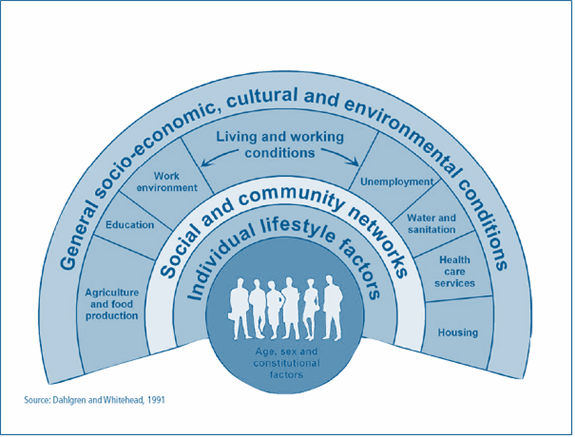 General socio-economic, cultural and environmental conditions
Living and working
conditions
Work
environment
Education
Agriculture
and food
production
Unemployment
Water and
sanitation
Health
care
services
Housing
Social and community networks
Individual lifestyle factors
Age, sex and
constitutional
factors
Source: Dahlgren and Whitehead, 1991